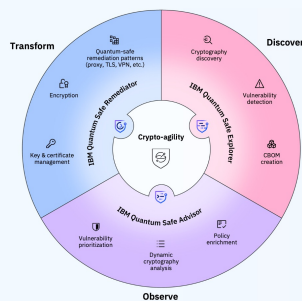 Transform
Discover
Quantum-safe
remediation patterns
(proxy, TLS, VPN, etc.)
Cryptography
discovery
Encryption
Vulnerability
detection
Key & certificate
management
CBOM
creation
IBM Quantum Safe Remediator
IBM Quantum Safe Explorer
Crypto-agility
IBM Quantum Safe Advisor
Vulnerability
prioritization
Dynamic
cryptography
analysis
Policy
enrichment
Observe